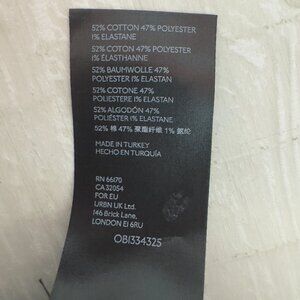 52% COTTON 47% POLYESTER
1% ELASTANE
52% COTON 47% POLYESTER
1% ÉLASTHANNE
52% BAUMWOLLE 47%
POLYESTER 1% ELASTAN
52% COTONE 47%
POLIESTERE 1% ELASTAN
52% ALGODÓN 47%
POLIÉSTER 1% ELASTANE
52% 棉 47% 聚酯纤维 1% 氨纶
MADE IN TURKEY
HECHO EN TURQUÍA
RN 66170
CA 32054
FOR EU
URBN UK Ltd.
146 Brick Lane,
LONDON E1 6RU
OB1334325